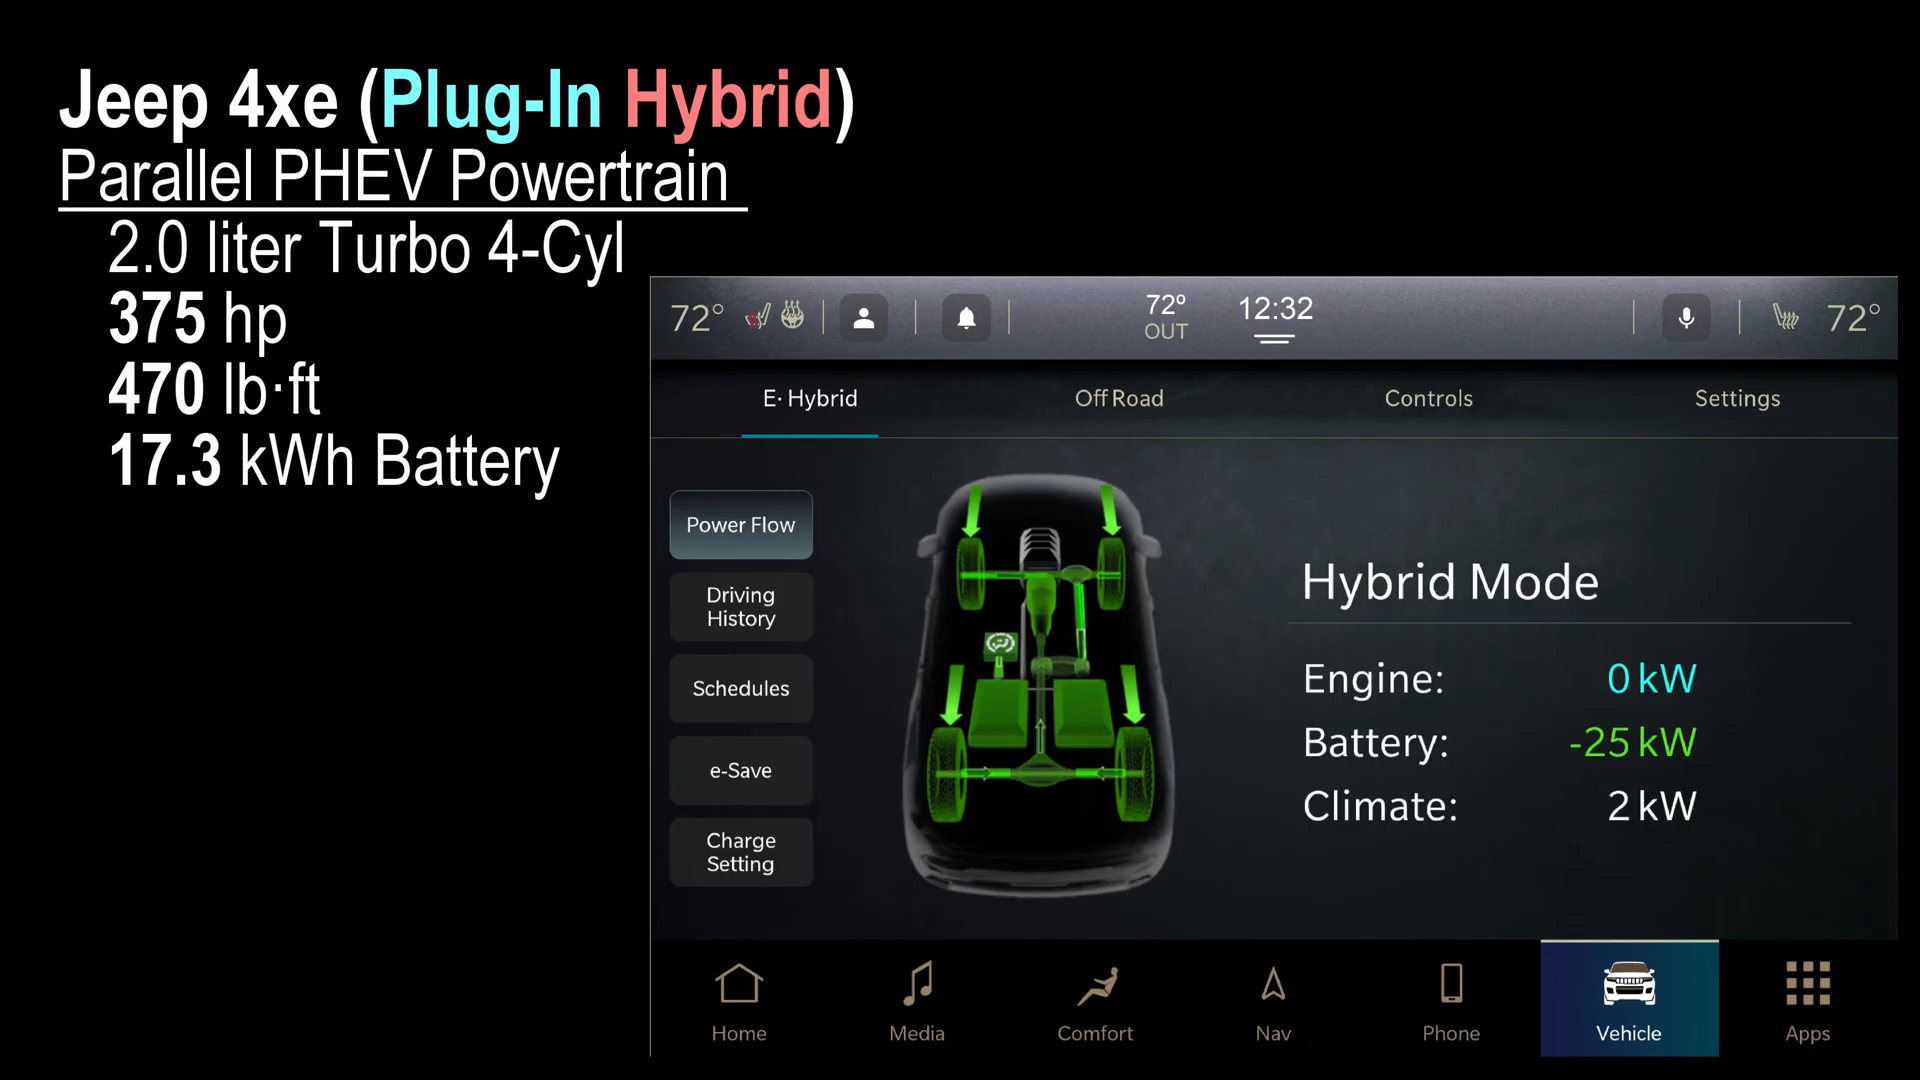 Jeep 4xe (Plug-In Hybrid)
Parallel PHEV Powertrain
2.0 liter Turbo 4-Cyl
375 hp
470 lb·ft
17.3 kWh Battery
72° 72º OUT 12:32 72°
E·Hybrid Off Road Controls Settings
Power Flow
Driving
History
Schedules
e-Save
Charge
Setting
Hybrid Mode
Engine: 0 kW
Battery: -25 kW
Climate: 2 kW
Home Media Comfort Nav Phone Vehicle Apps